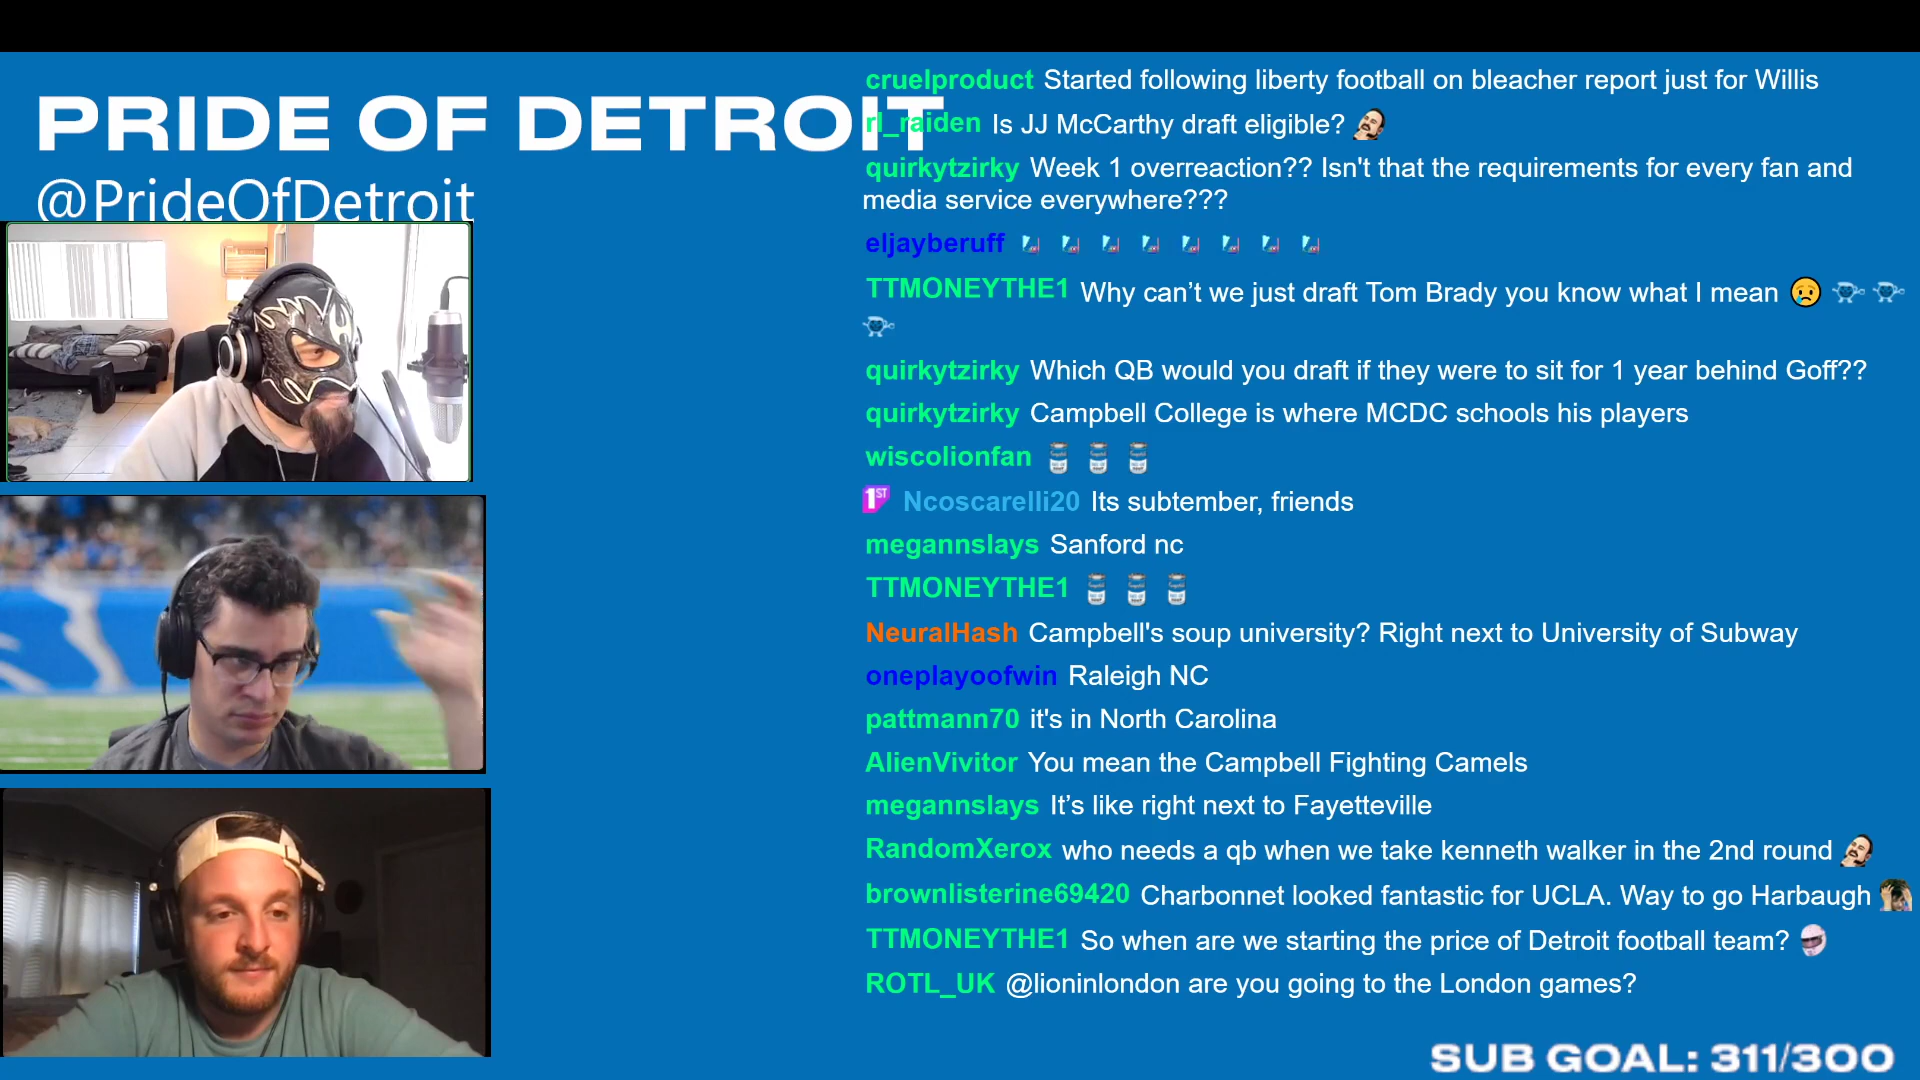 PRIDE OF DETROIT
@PrideOfDetroit
cruelproduct Started following liberty football on bleacher report just for Willis
rl_raiden Is JJ McCarthy draft eligible?
quirkytzirky Week 1 overreaction?? Isn't that the requirements for every fan and
media service everywhere???
eljayberuff
TTMONEYTHE1 Why can’t we just draft Tom Brady you know what I mean
quirkytzirky Which QB would you draft if they were to sit for 1 year behind Goff??
quirkytzirky Campbell College is where MCDC schools his players
wiscolionfan
1ST Ncoscarelli20 Its subtember, friends
megannslays Sanford nc
TTMONEYTHE1
NeuralHash Campbell's soup university? Right next to University of Subway
oneplayoofwin Raleigh NC
pattmann70 it's in North Carolina
AlienVivitor You mean the Campbell Fighting Camels
megannslays It’s like right next to Fayetteville
RandomXerox who needs a qb when we take kenneth walker in the 2nd round
brownlisterine69420 Charbonnet looked fantastic for UCLA. Way to go Harbaugh
TTMONEYTHE1 So when are we starting the price of Detroit football team?
ROTL_UK @lioninlondon are you going to the London games?
SUB GOAL: 311/300